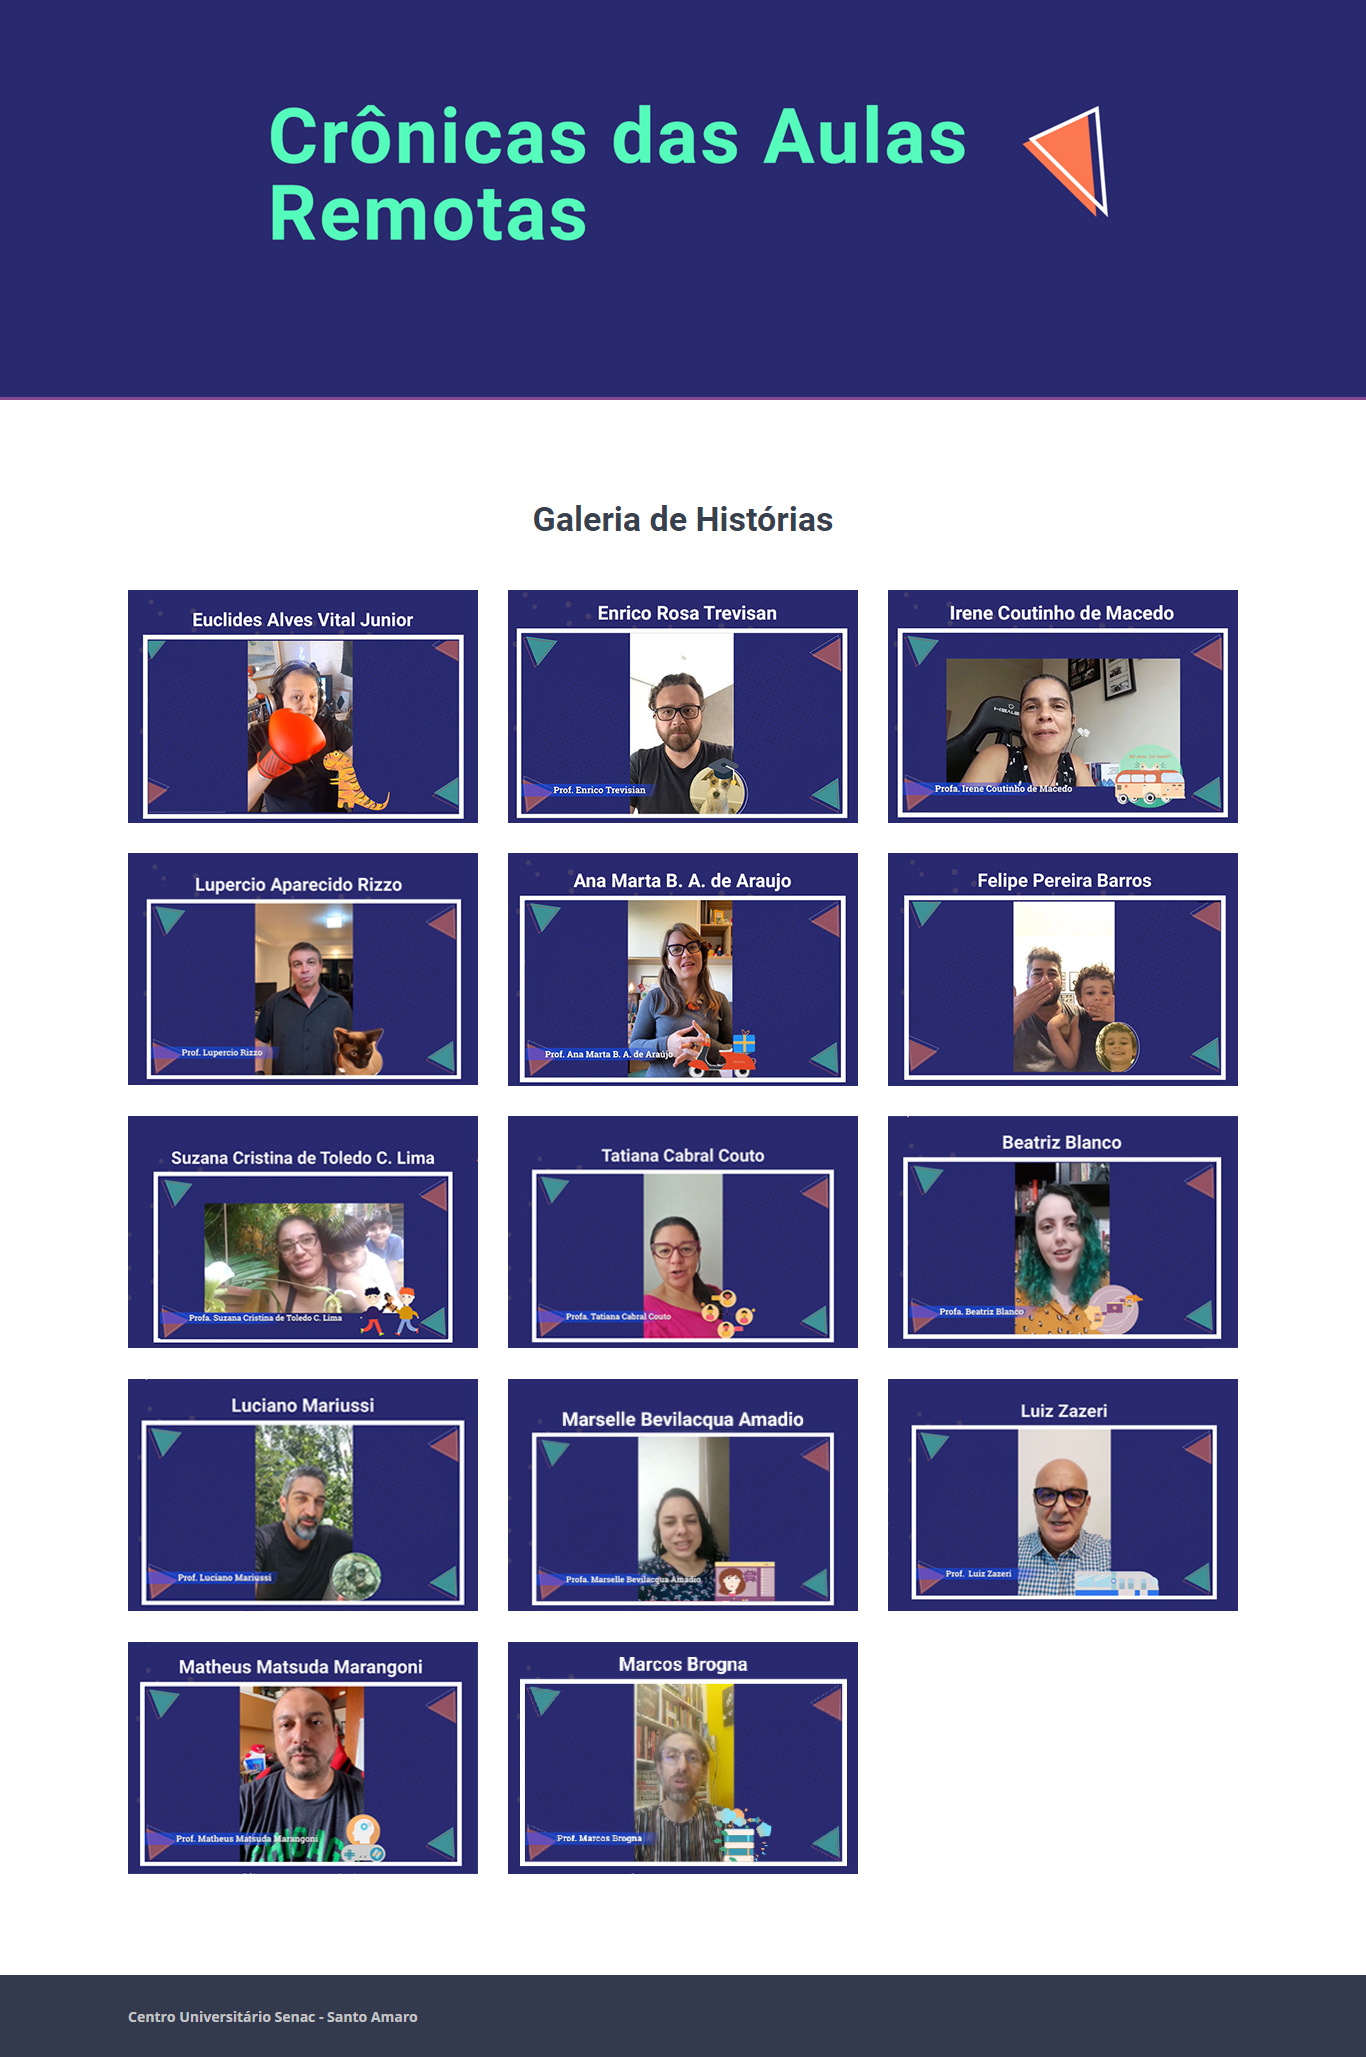 Crônicas das Aulas
Remotas
Galeria de Histórias
Euclides Alves Vital Junior
Enrico Rosa Trevisan
Prof. Enrico Trevisian
Irene Coutinho de Macedo
Profa. Irene Coutinho de Macedo
Lupercio Aparecido Rizzo
Prof. Lupercio Rizzo
Ana Marta B. A. de Araujo
Prof. Ana Marta B. A. de Araújo
Felipe Pereira Barros
Suzana Cristina de Toledo C. Lima
Profa. Suzana Cristina de Toledo C. Lima
Tatiana Cabral Couto
Profa. Tatiana Cabral Couto
Beatriz Blanco
Profa. Beatriz Blanco
Luciano Mariussi
Prof. Luciano Mariussi
Marselle Bevilacqua Amadio
Profa. Marselle Bevilacqua Amadio
Luiz Zazeri
Prof. Luiz Zazeri
Matheus Matsuda Marangoni
Prof. Matheus Matsuda Marangoni
Marcos Brogna
Prof. Marcos Brogna
Centro Universitário Senac - Santo Amaro